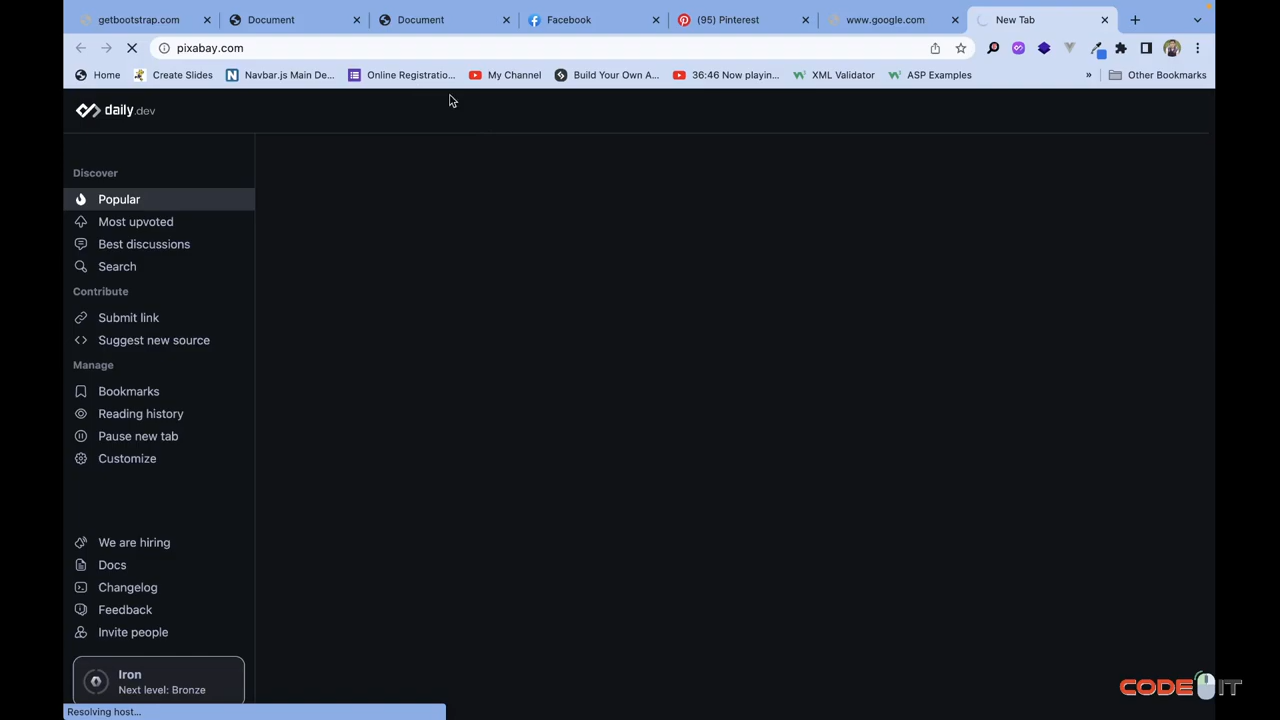 getbootstrap.com
Document
Document
Facebook
(95) Pinterest
www.google.com
New Tab
pixabay.com
Home
Create Slides
Navbar.js Main De...
Online Registratio...
My Channel
Build Your Own A...
36:46 Now playin...
XML Validator
ASP Examples
»
Other Bookmarks
daily.dev
Discover
Popular
Most upvoted
Best discussions
Search
Contribute
Submit link
Suggest new source
Manage
Bookmarks
Reading history
Pause new tab
Customize
We are hiring
Docs
Changelog
Feedback
Invite people
Iron
Next level: Bronze
Resolving host...
CODE IT